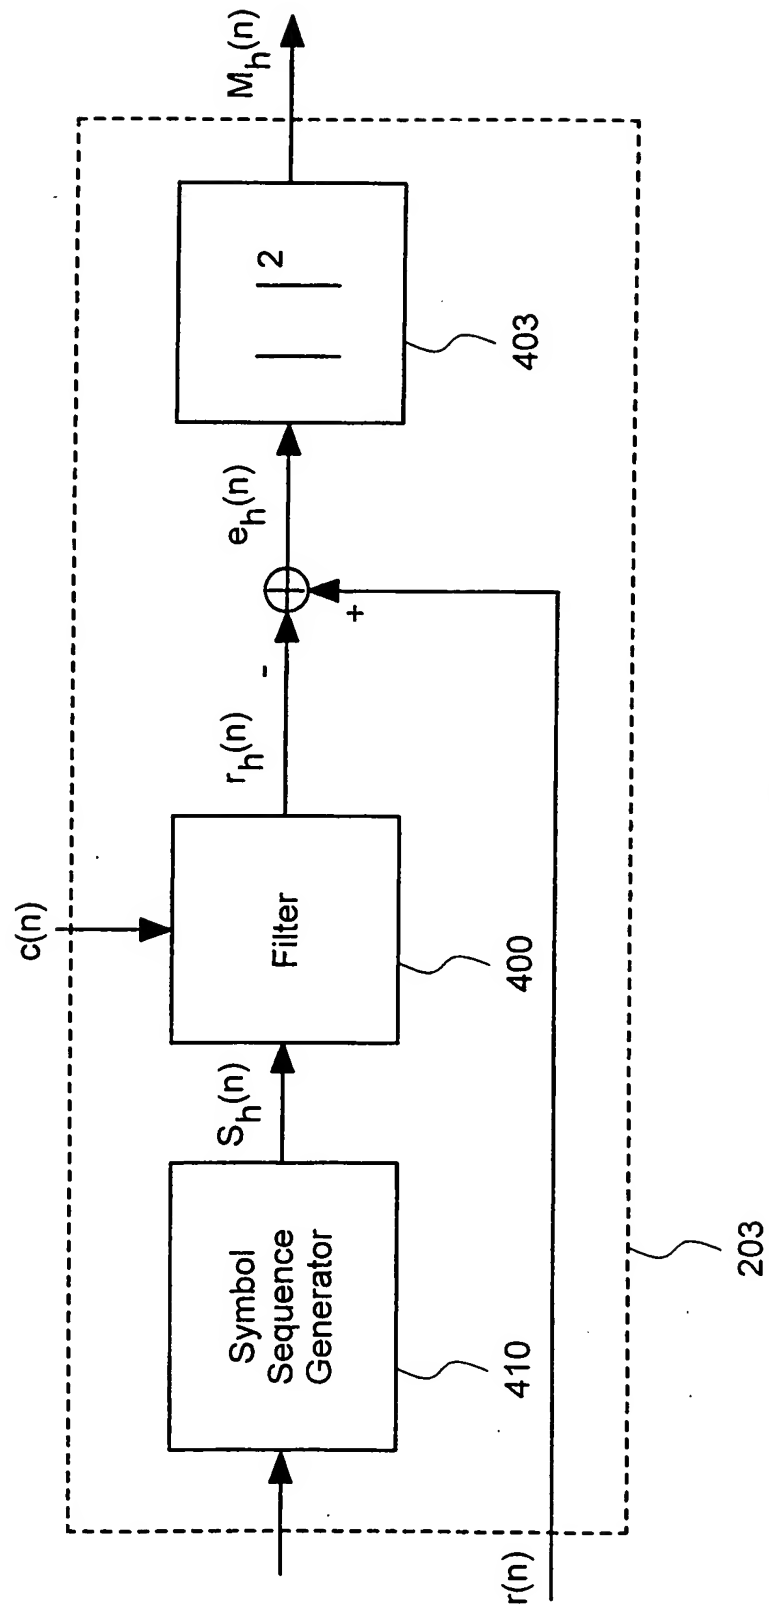 c(n)
Symbol
Sequence
Generator
S_h(n)
Filter
r_h(n)
-
+
e_h(n)
| |²
M_h(n)
410
400
403
r(n)
203